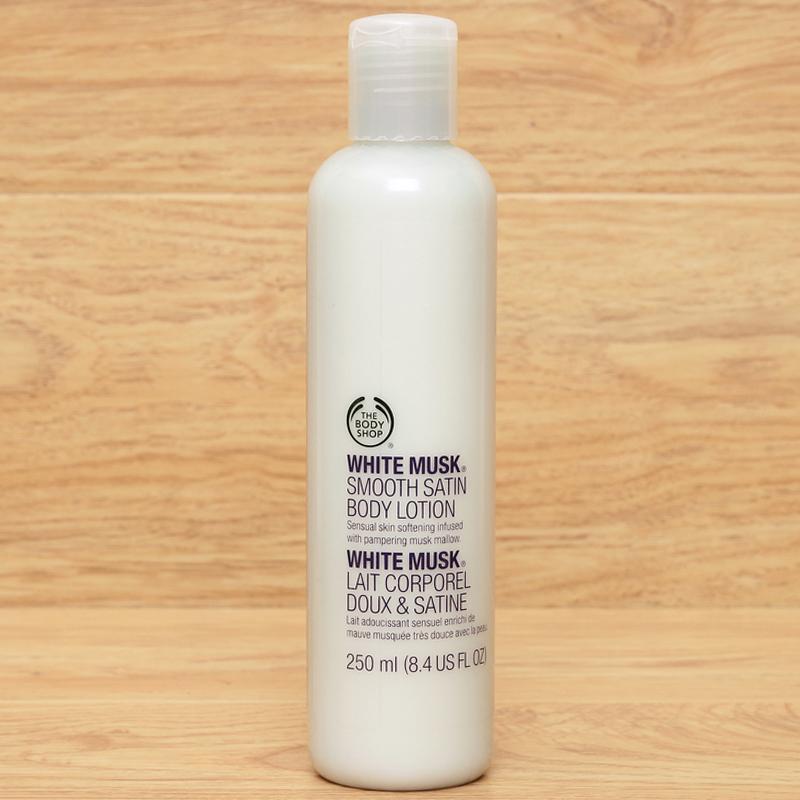 THE
BODY
SHOP
®
WHITE MUSK®
SMOOTH SATIN
BODY LOTION
Sensual skin softening infused
with pampering musk mallow.
WHITE MUSK®
LAIT CORPOREL
DOUX & SATINE
Lait adoucissant sensuel enrichi de
mauve musquée très douce avec la peau.
250 ml (8.4 US FL OZ)